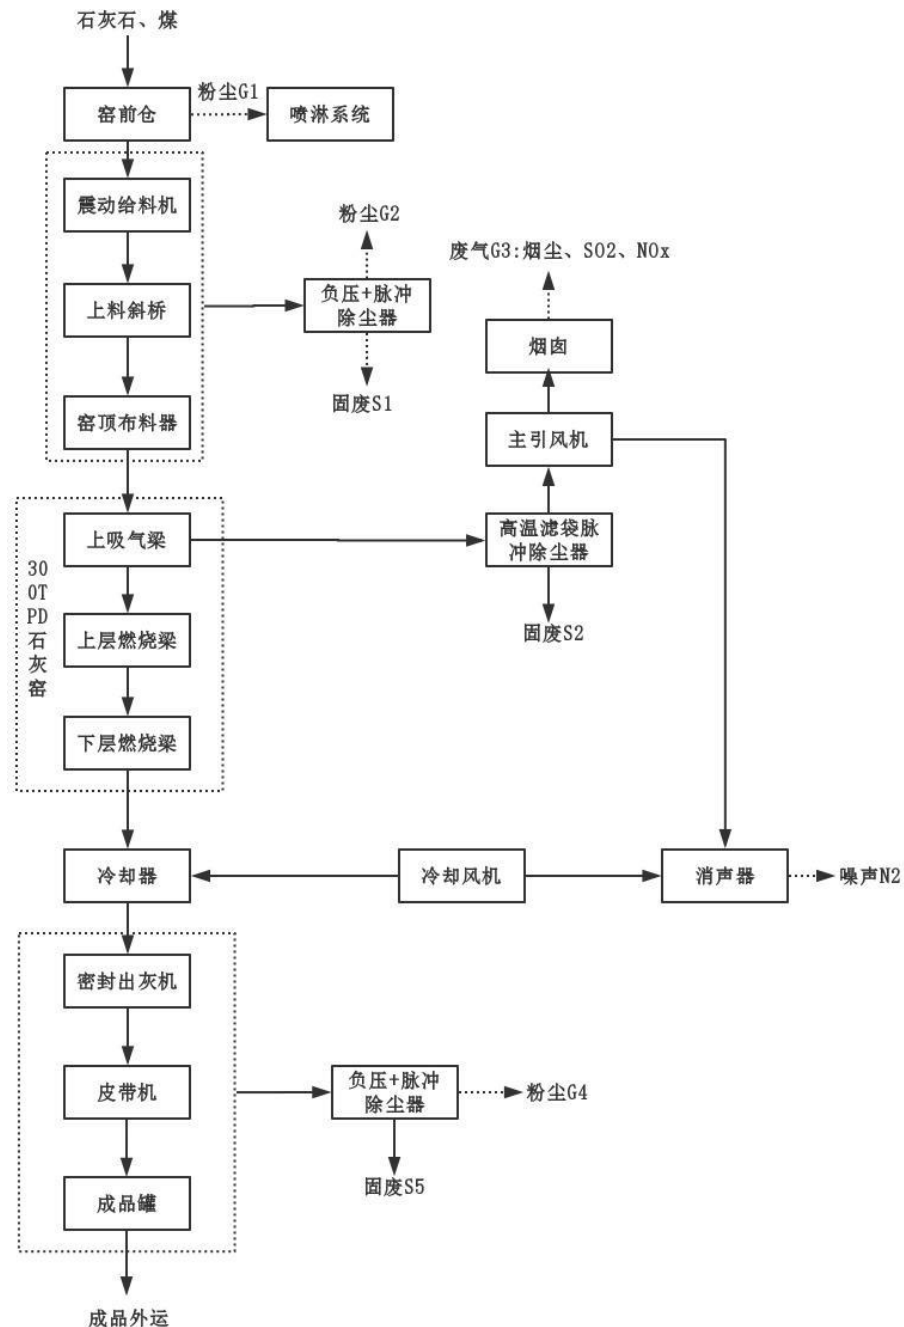 石灰石、煤
粉尘G1
窑前仓
喷淋系统
震动给料机
粉尘G2
废气G3:烟尘、SO2、NOx
上料斜桥
负压+脉冲
除尘器
烟囱
固废S1
窑顶布料器
主引风机
上吸气梁
高温滤袋脉
冲除尘器
30
0T
PD
石
灰
窑
上层燃烧梁
固废S2
下层燃烧梁
冷却器
冷却风机
消声器
噪声N2
密封出灰机
皮带机
负压+脉冲
除尘器
粉尘G4
固废S5
成品罐
成品外运